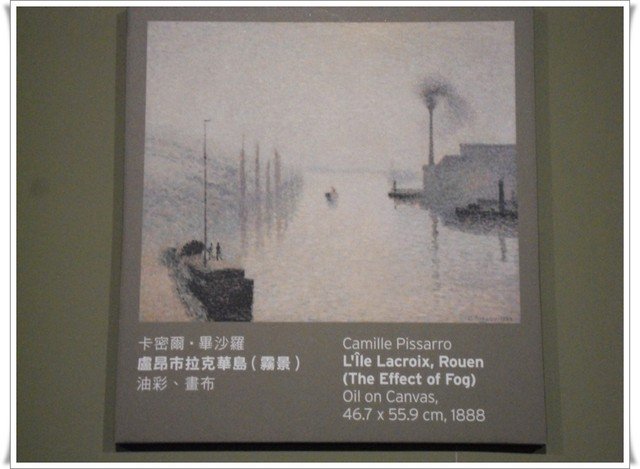 卡密爾·畢沙羅
盧昂市拉克華島(霧景)
油彩、畫布
Camille Pissarro
L'Île Lacroix, Rouen
(The Effect of Fog)
Oil on Canvas,
46.7 x 55.9 cm, 1888